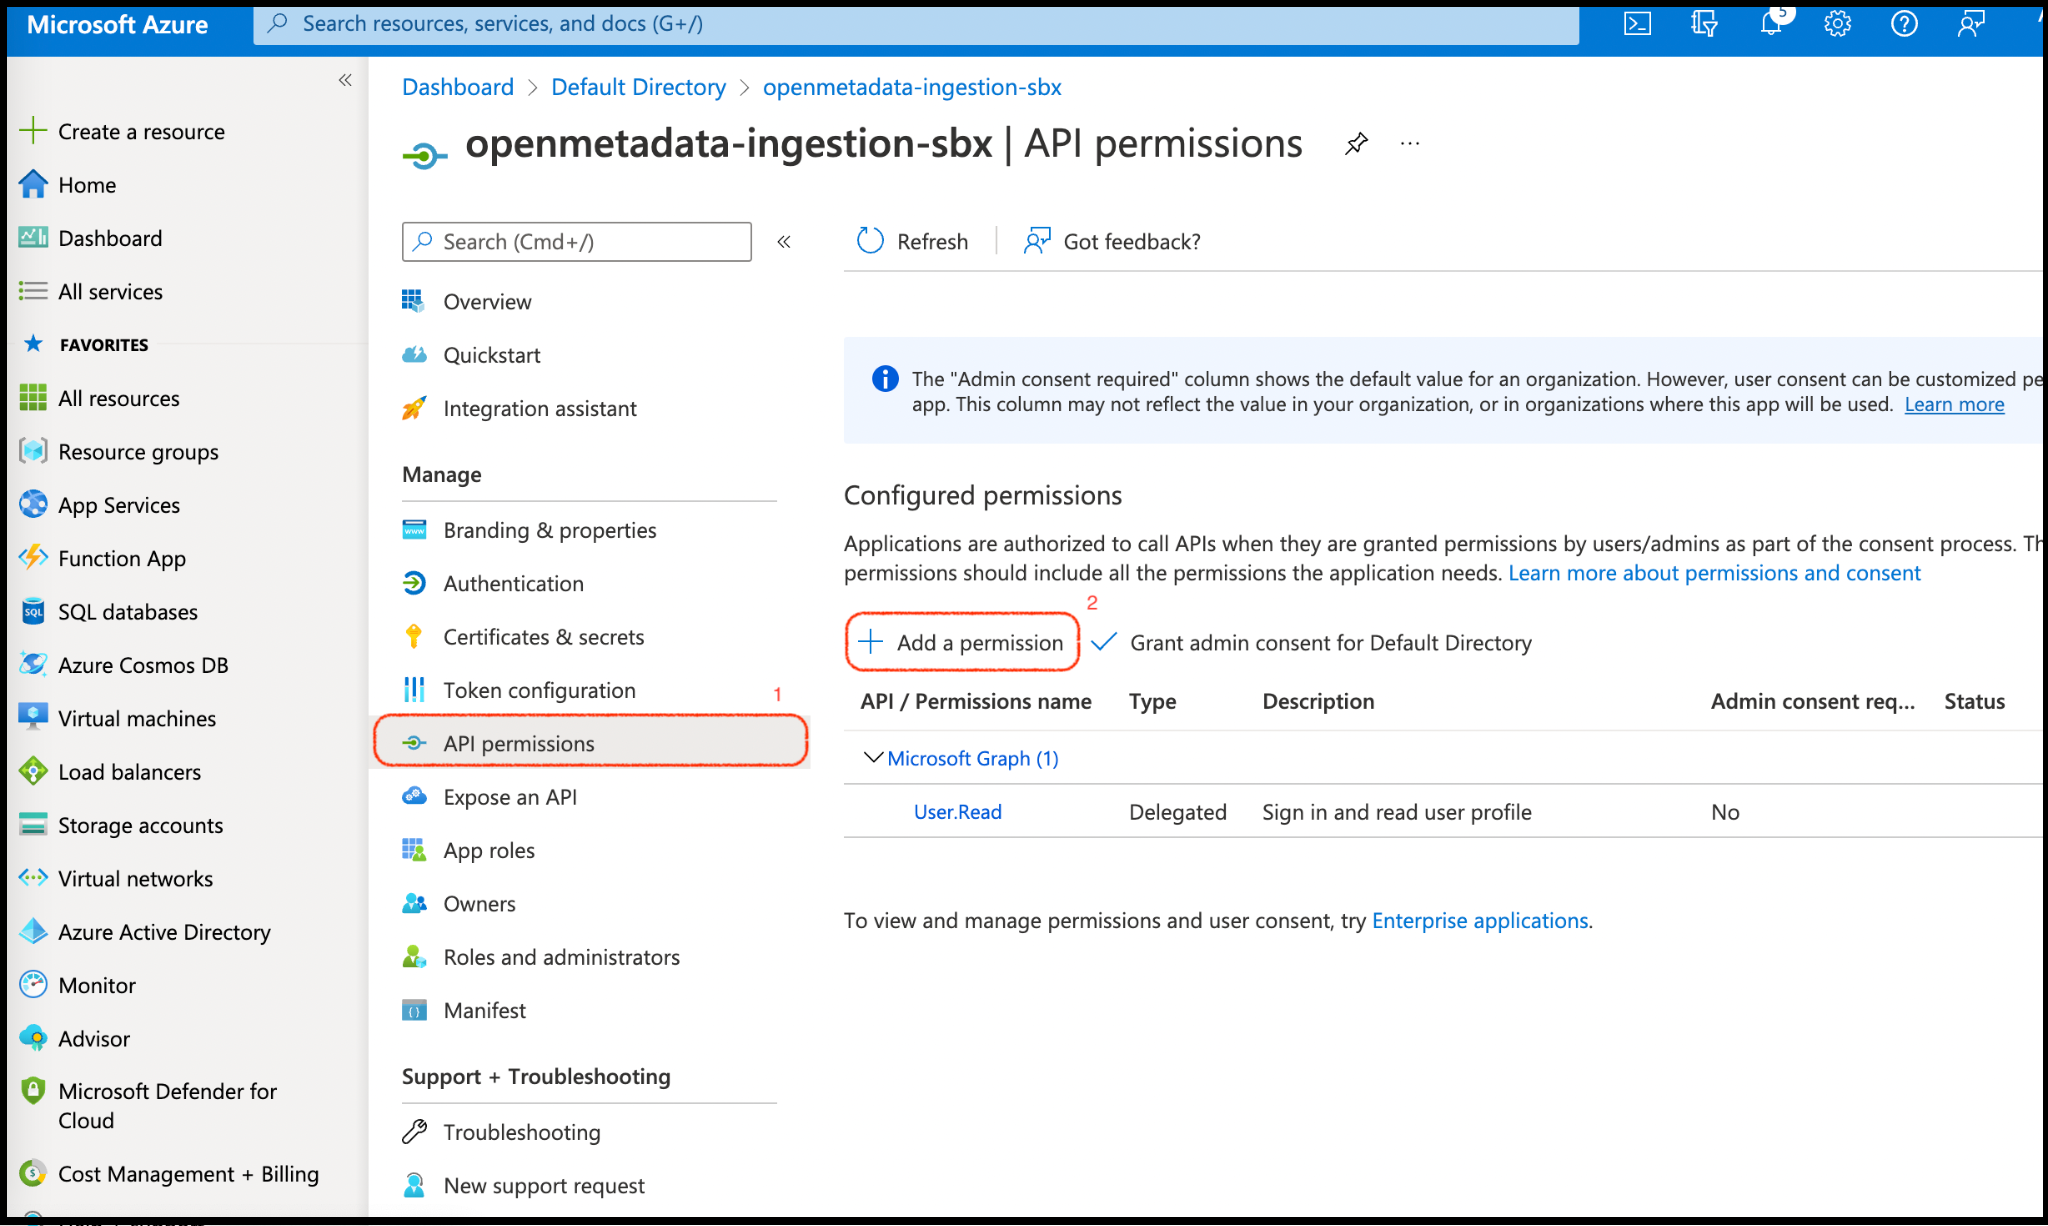 Microsoft Azure
Search resources, services, and docs (G+/)
5
Create a resource
Home
Dashboard
All services
FAVORITES
All resources
Resource groups
App Services
Function App
SQL databases
Azure Cosmos DB
Virtual machines
Load balancers
Storage accounts
Virtual networks
Azure Active Directory
Monitor
Advisor
Microsoft Defender for
Cloud
Cost Management + Billing
Dashboard > Default Directory > openmetadata-ingestion-sbx
openmetadata-ingestion-sbx | API permissions
Search (Cmd+/)
Overview
Quickstart
Integration assistant
Manage
Branding & properties
Authentication
Certificates & secrets
Token configuration
1
API permissions
Expose an API
App roles
Owners
Roles and administrators
Manifest
Support + Troubleshooting
Troubleshooting
New support request
Refresh
Got feedback?
The "Admin consent required" column shows the default value for an organization. However, user consent can be customized pe
app. This column may not reflect the value in your organization, or in organizations where this app will be used. Learn more
Configured permissions
Applications are authorized to call APIs when they are granted permissions by users/admins as part of the consent process. Th
permissions should include all the permissions the application needs. Learn more about permissions and consent
2
Add a permission
Grant admin consent for Default Directory
API / Permissions name Type Description Admin consent req... Status
Microsoft Graph (1)
User.Read Delegated Sign in and read user profile No
To view and manage permissions and user consent, try Enterprise applications.